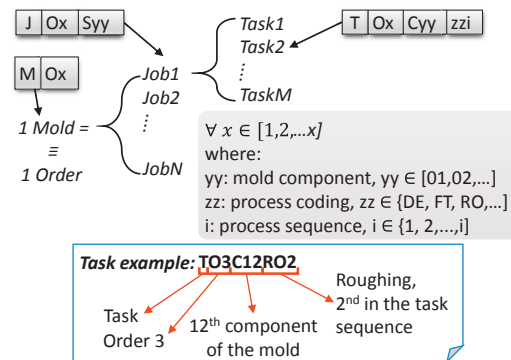 J Ox Syy
T Ox Cyy zzi
M Ox
Task1
Task2
⋮
TaskM
Job1
Job2
⋮
JobN
1 Mold =
≡
1 Order
∀ x ∈ [1,2,...x]
where:
yy: mold component, yy ∈ [01,02,...]
zz: process coding, zz ∈ {DE, FT, RO,...]
i: process sequence, i ∈ {1, 2,...,i]
Task example: TO3C12RO2
Task
Order 3
12th component
of the mold
Roughing,
2nd in the task
sequence